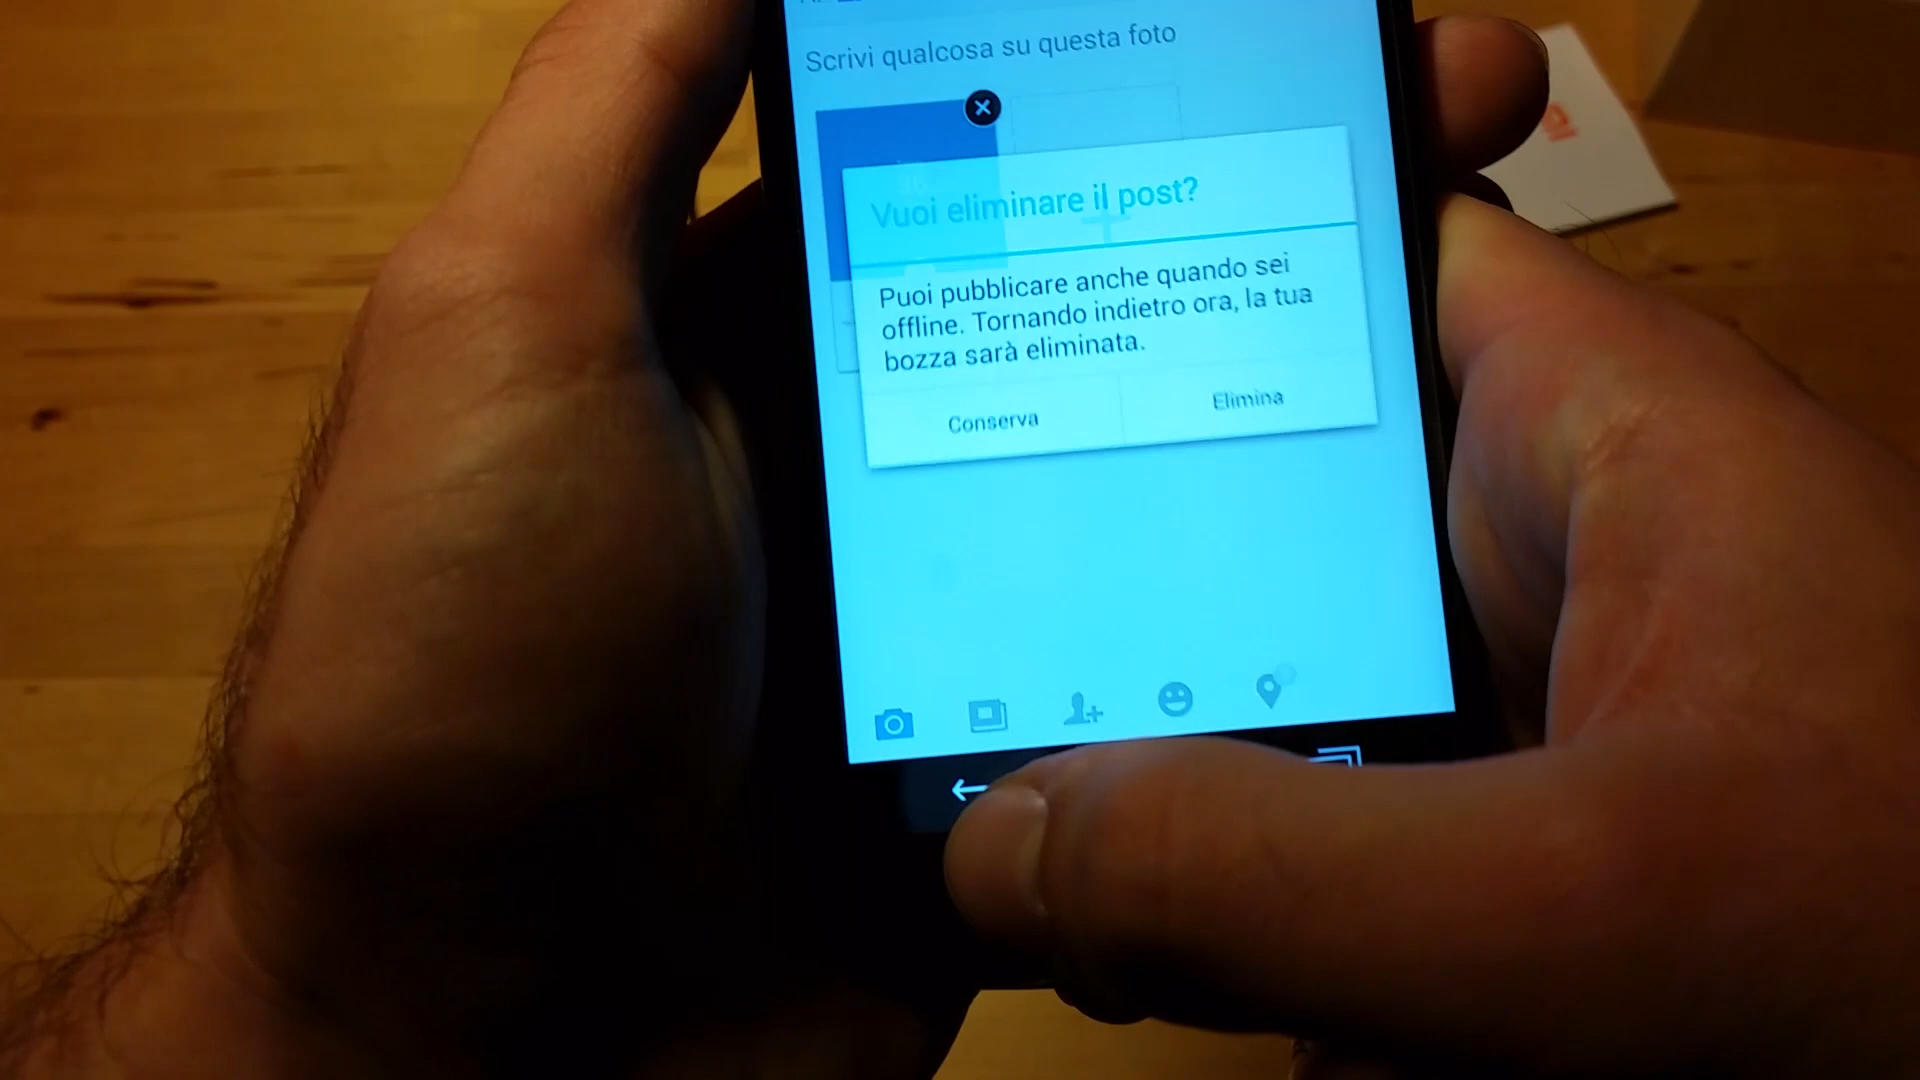 Scrivi qualcosa su questa foto
Vuoi eliminare il post?
Puoi pubblicare anche quando sei
offline. Tornando indietro ora, la tua
bozza sarà eliminata.
Conserva
Elimina